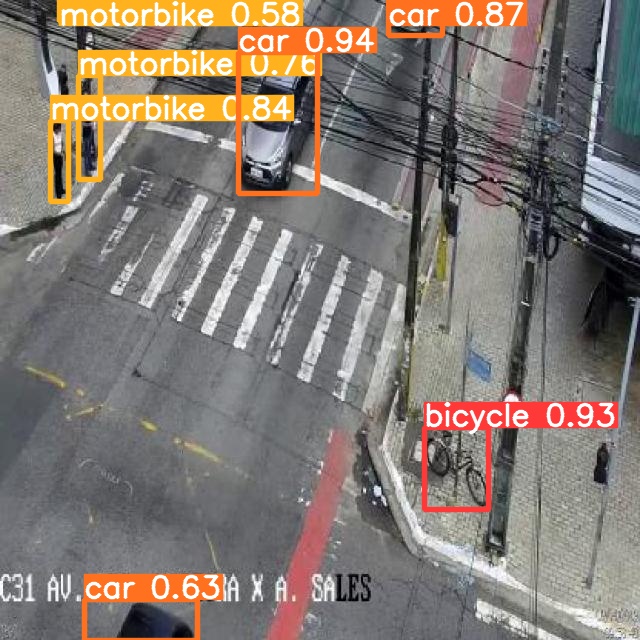 motorbike 0.58
car 0.87
car 0.94
motorbike 0.76
motorbike 0.84
bicycle 0.93
C31 AV. X A. SALES
car 0.63